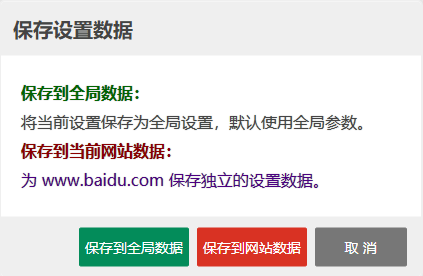 保存设置数据
保存到全局数据：
将当前设置保存为全局设置，默认使用全局参数。
保存到当前网站数据：
为 www.baidu.com 保存独立的设置数据。
保存到全局数据 保存到网站数据 取 消